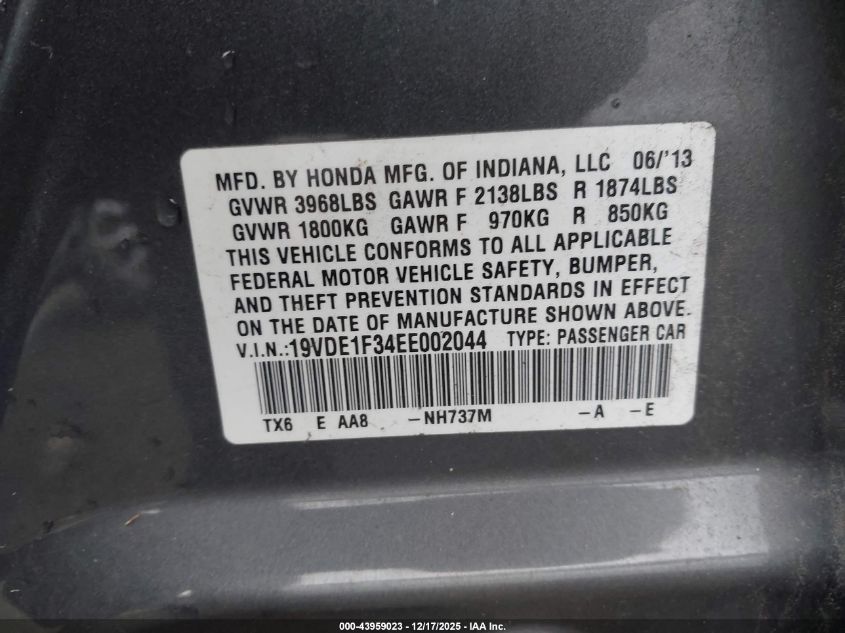 MFD. BY HONDA MFG. OF INDIANA, LLC 06/'13
GVWR 3968LBS GAWR F 2138LBS R 1874LBS
GVWR 1800KG GAWR F 970KG R 850KG
THIS VEHICLE CONFORMS TO ALL APPLICABLE
FEDERAL MOTOR VEHICLE SAFETY, BUMPER,
AND THEFT PREVENTION STANDARDS IN EFFECT
ON THE DATE OF MANUFACTURE SHOWN ABOVE.
V.I.N.:19VDE1F34EE002044 TYPE: PASSENGER CAR
TX6 E AA8 -NH737M -A -E
000-43959023 - 12/17/2025 - IAA Inc.